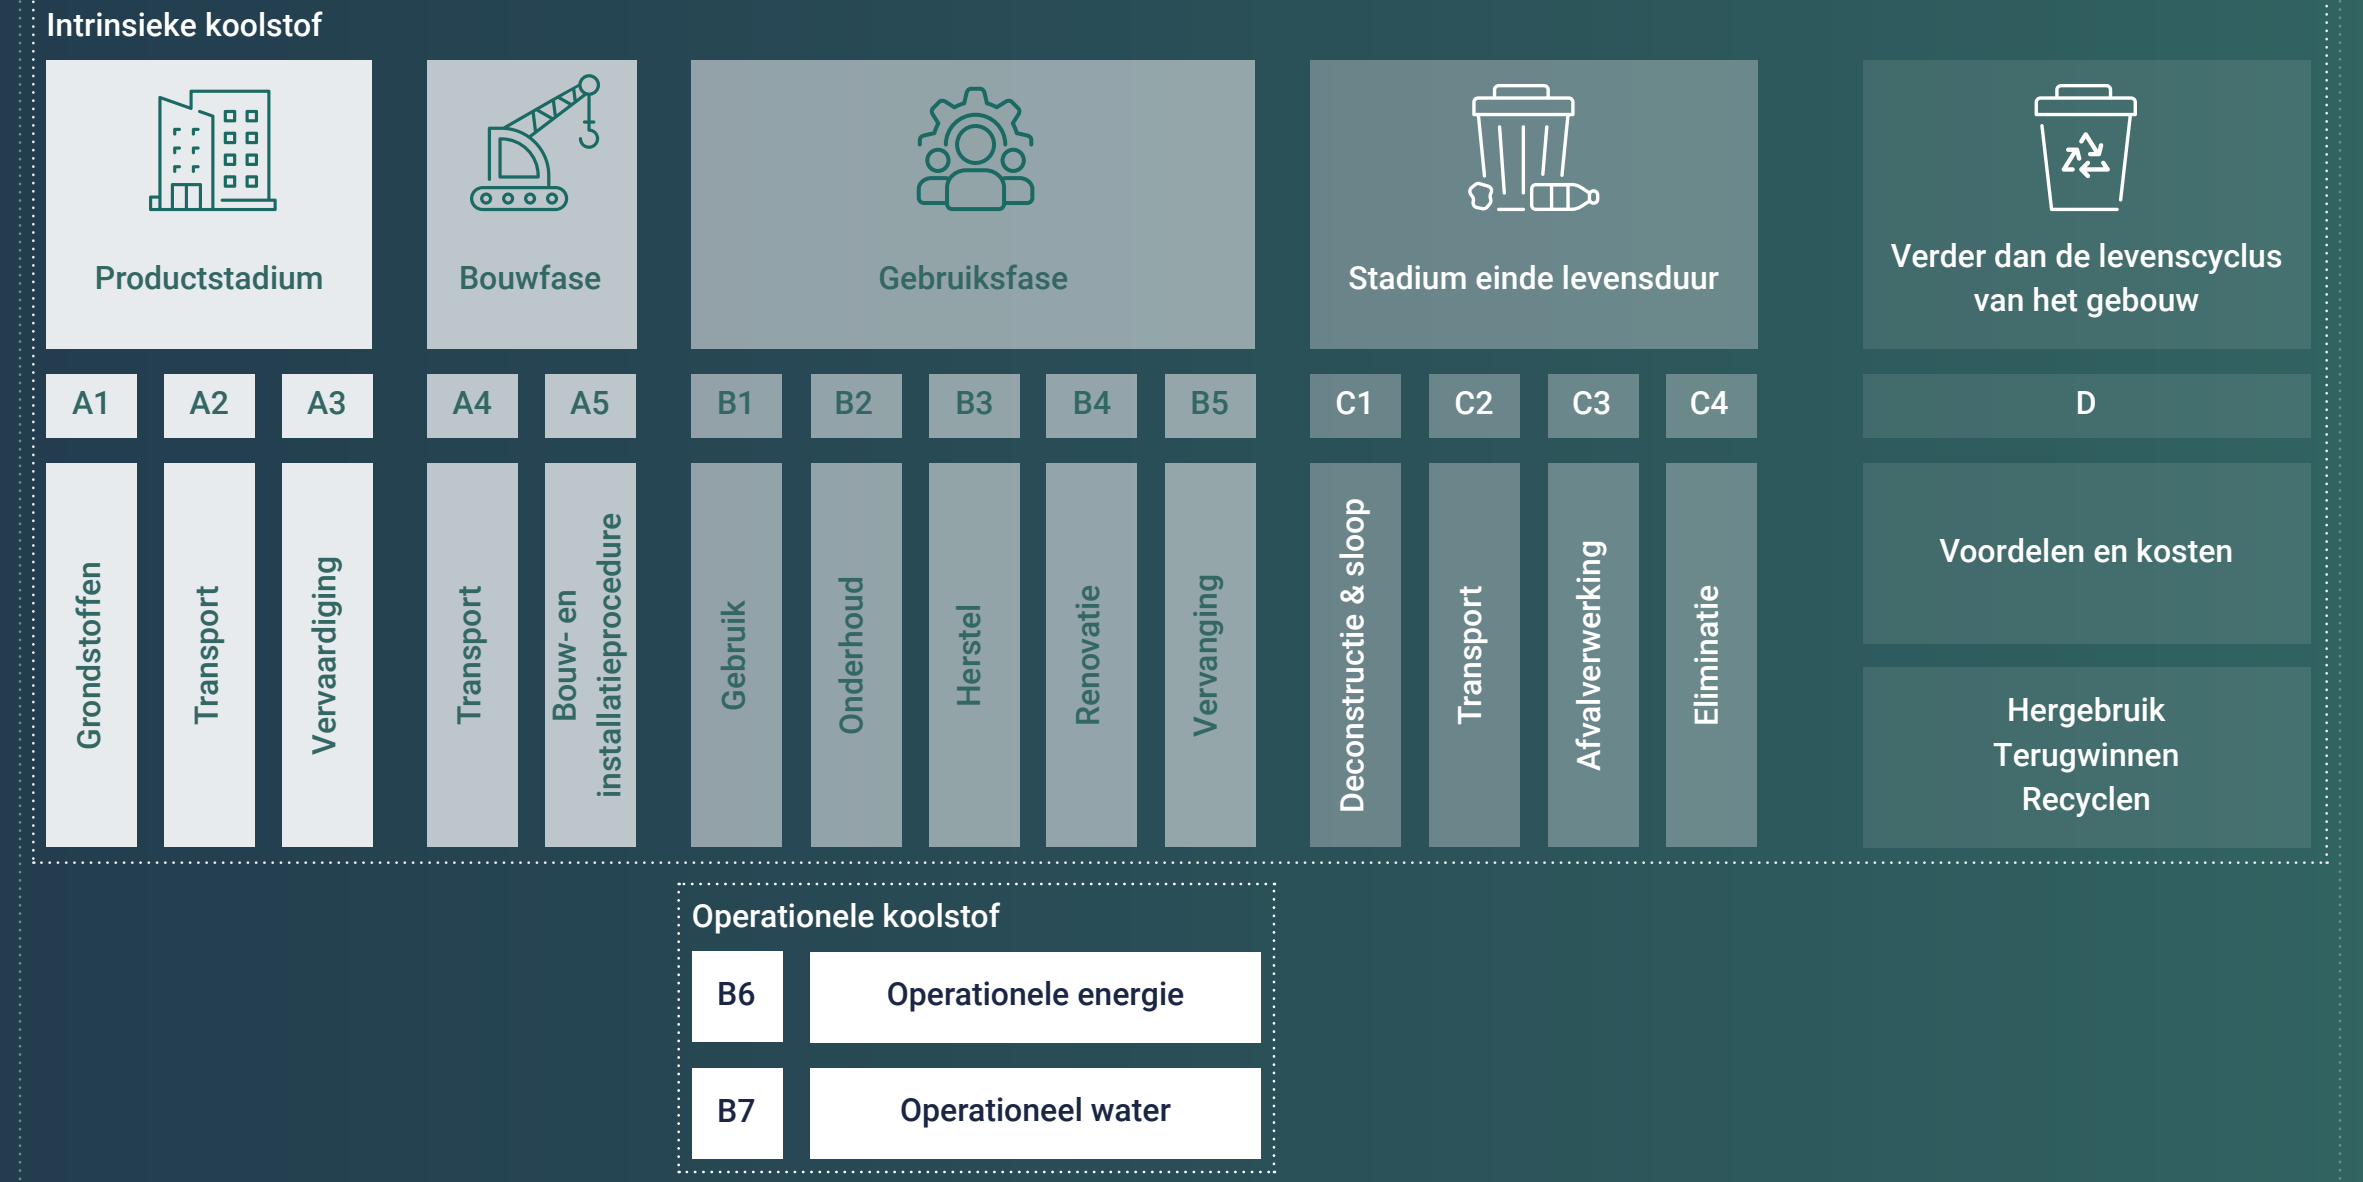 Intrinsieke koolstof
Productstadium
Bouwfase
Gebruiksfase
Stadium einde levensduur
Verder dan de levenscyclus
van het gebouw
A1
A2
A3
A4
A5
B1
B2
B3
B4
B5
C1
C2
C3
C4
D
Grondstoffen
Transport
Vervaardiging
Transport
Bouw- en
installatieprocedure
Gebruik
Onderhoud
Herstel
Renovatie
Vervanging
Deconstructie & sloop
Transport
Afvalverwerking
Eliminatie
Voordelen en kosten
Hergebruik
Terugwinnen
Recyclen
Operationele koolstof
B6
Operationele energie
B7
Operationeel water